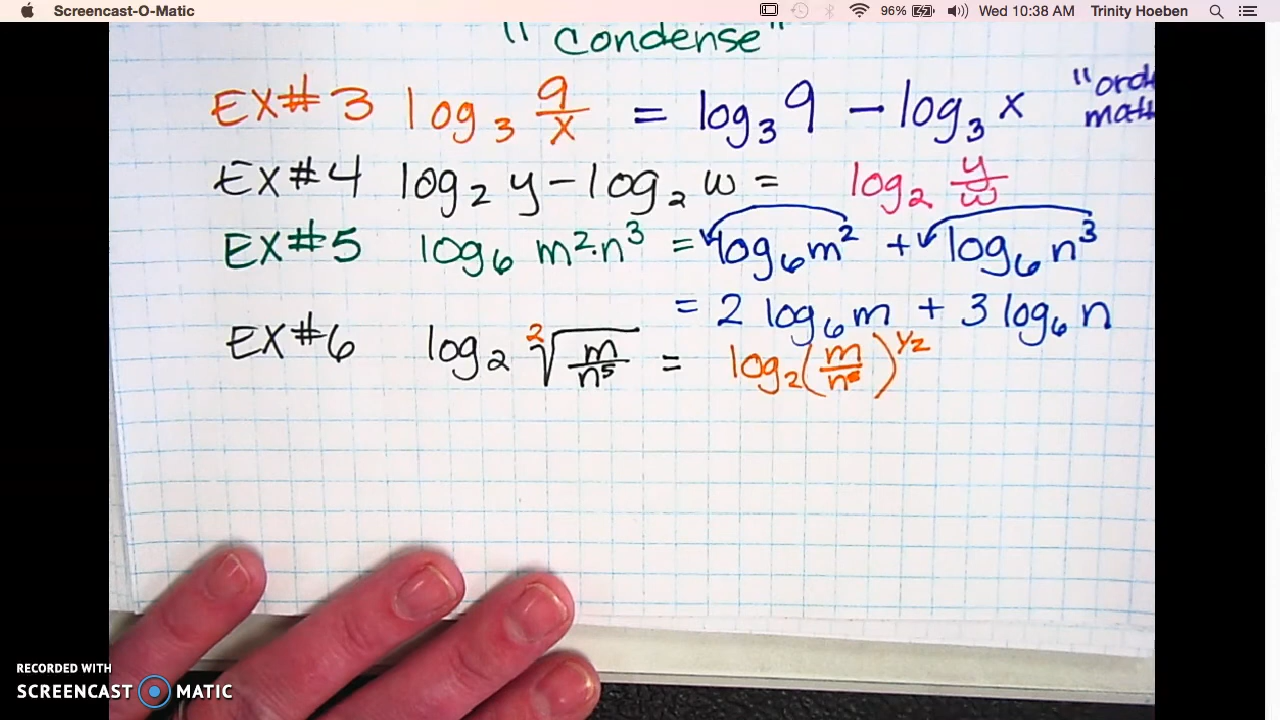 Screencast-O-Matic 96% Wed 10:38 AM Trinity Hoeben
"Condense"
EX#3 log₃ 9/x = log₃ 9 − log₃ x "ord
math
EX#4 log₂ y − log₂ w = log₂ y/w
EX#5 log₆ m²·n³ = log₆ m² + log₆ n³
= 2 log₆ m + 3 log₆ n
EX#6 log₂ ²√(m/n⁵) = log₂ (m/n⁵)^½
RECORDED WITH
SCREENCAST MATIC